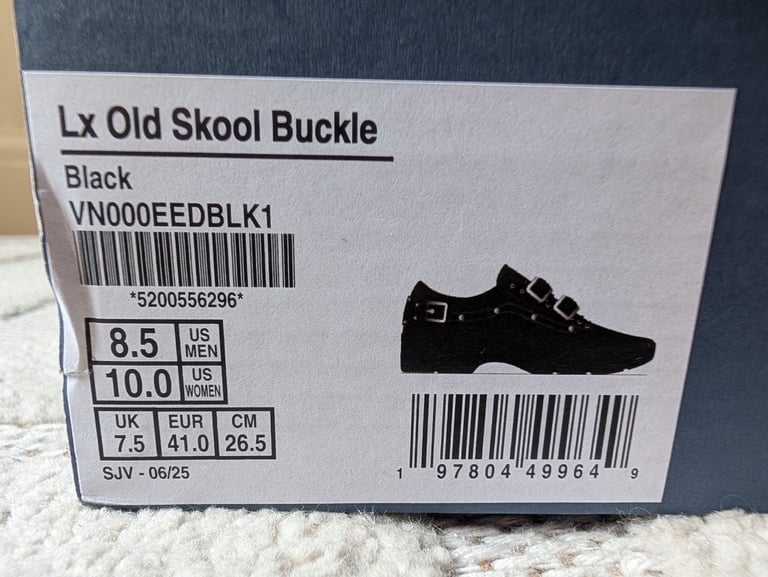 Lx Old Skool Buckle
Black
VN000EEDBLK1
*5200556296*
8.5 US MEN
10.0 US WOMEN
UK EUR CM
7.5 41.0 26.5
SJV - 06/25
1 97804 49964 9